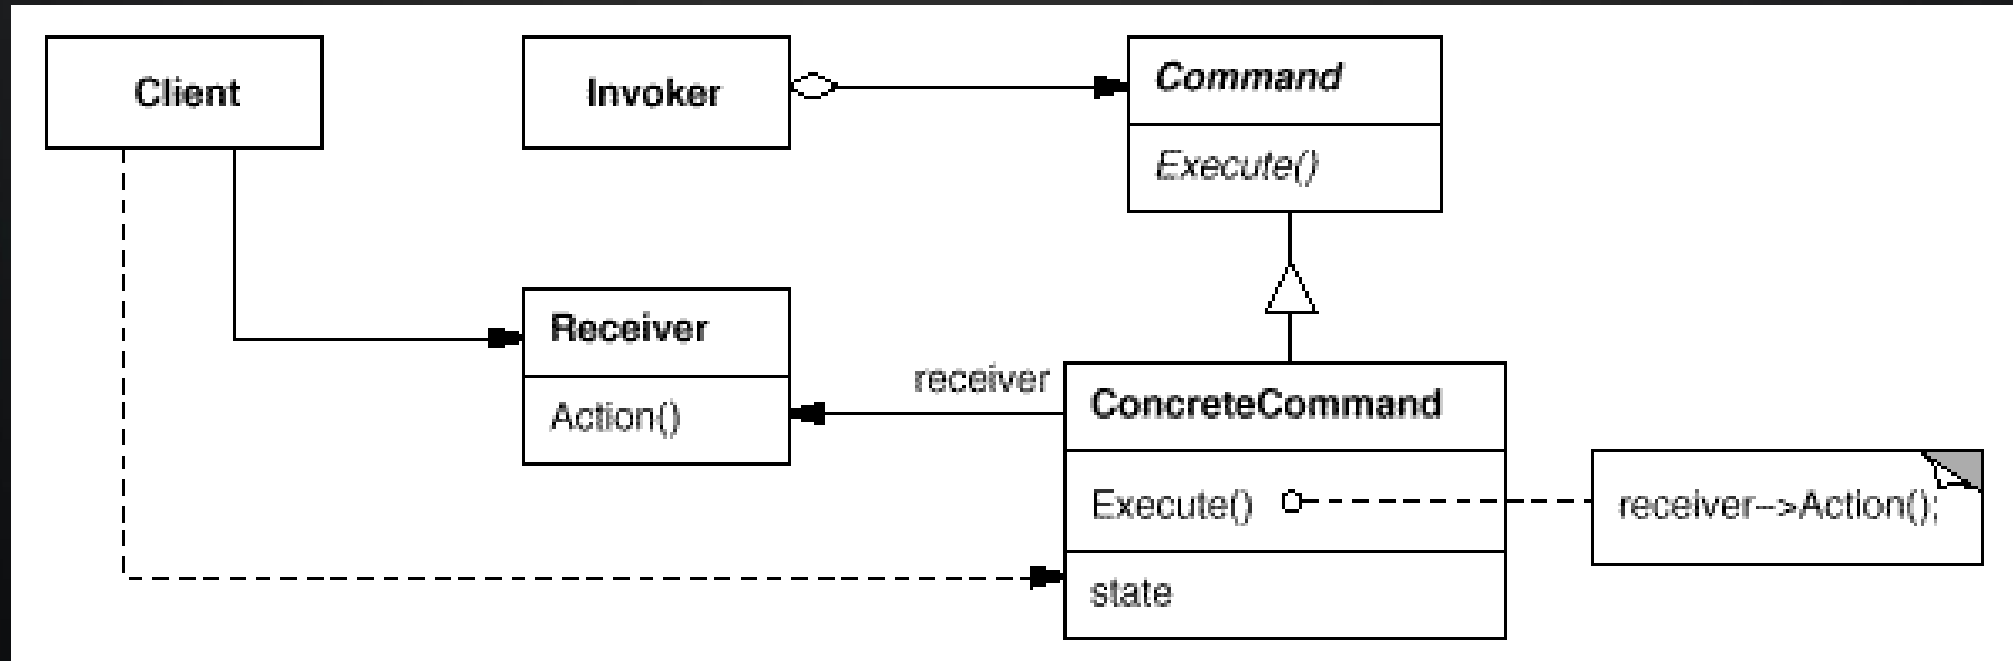 Client
Invoker
Command
Execute()
Receiver
Action()
receiver
ConcreteCommand
Execute()
receiver-->Action();
state